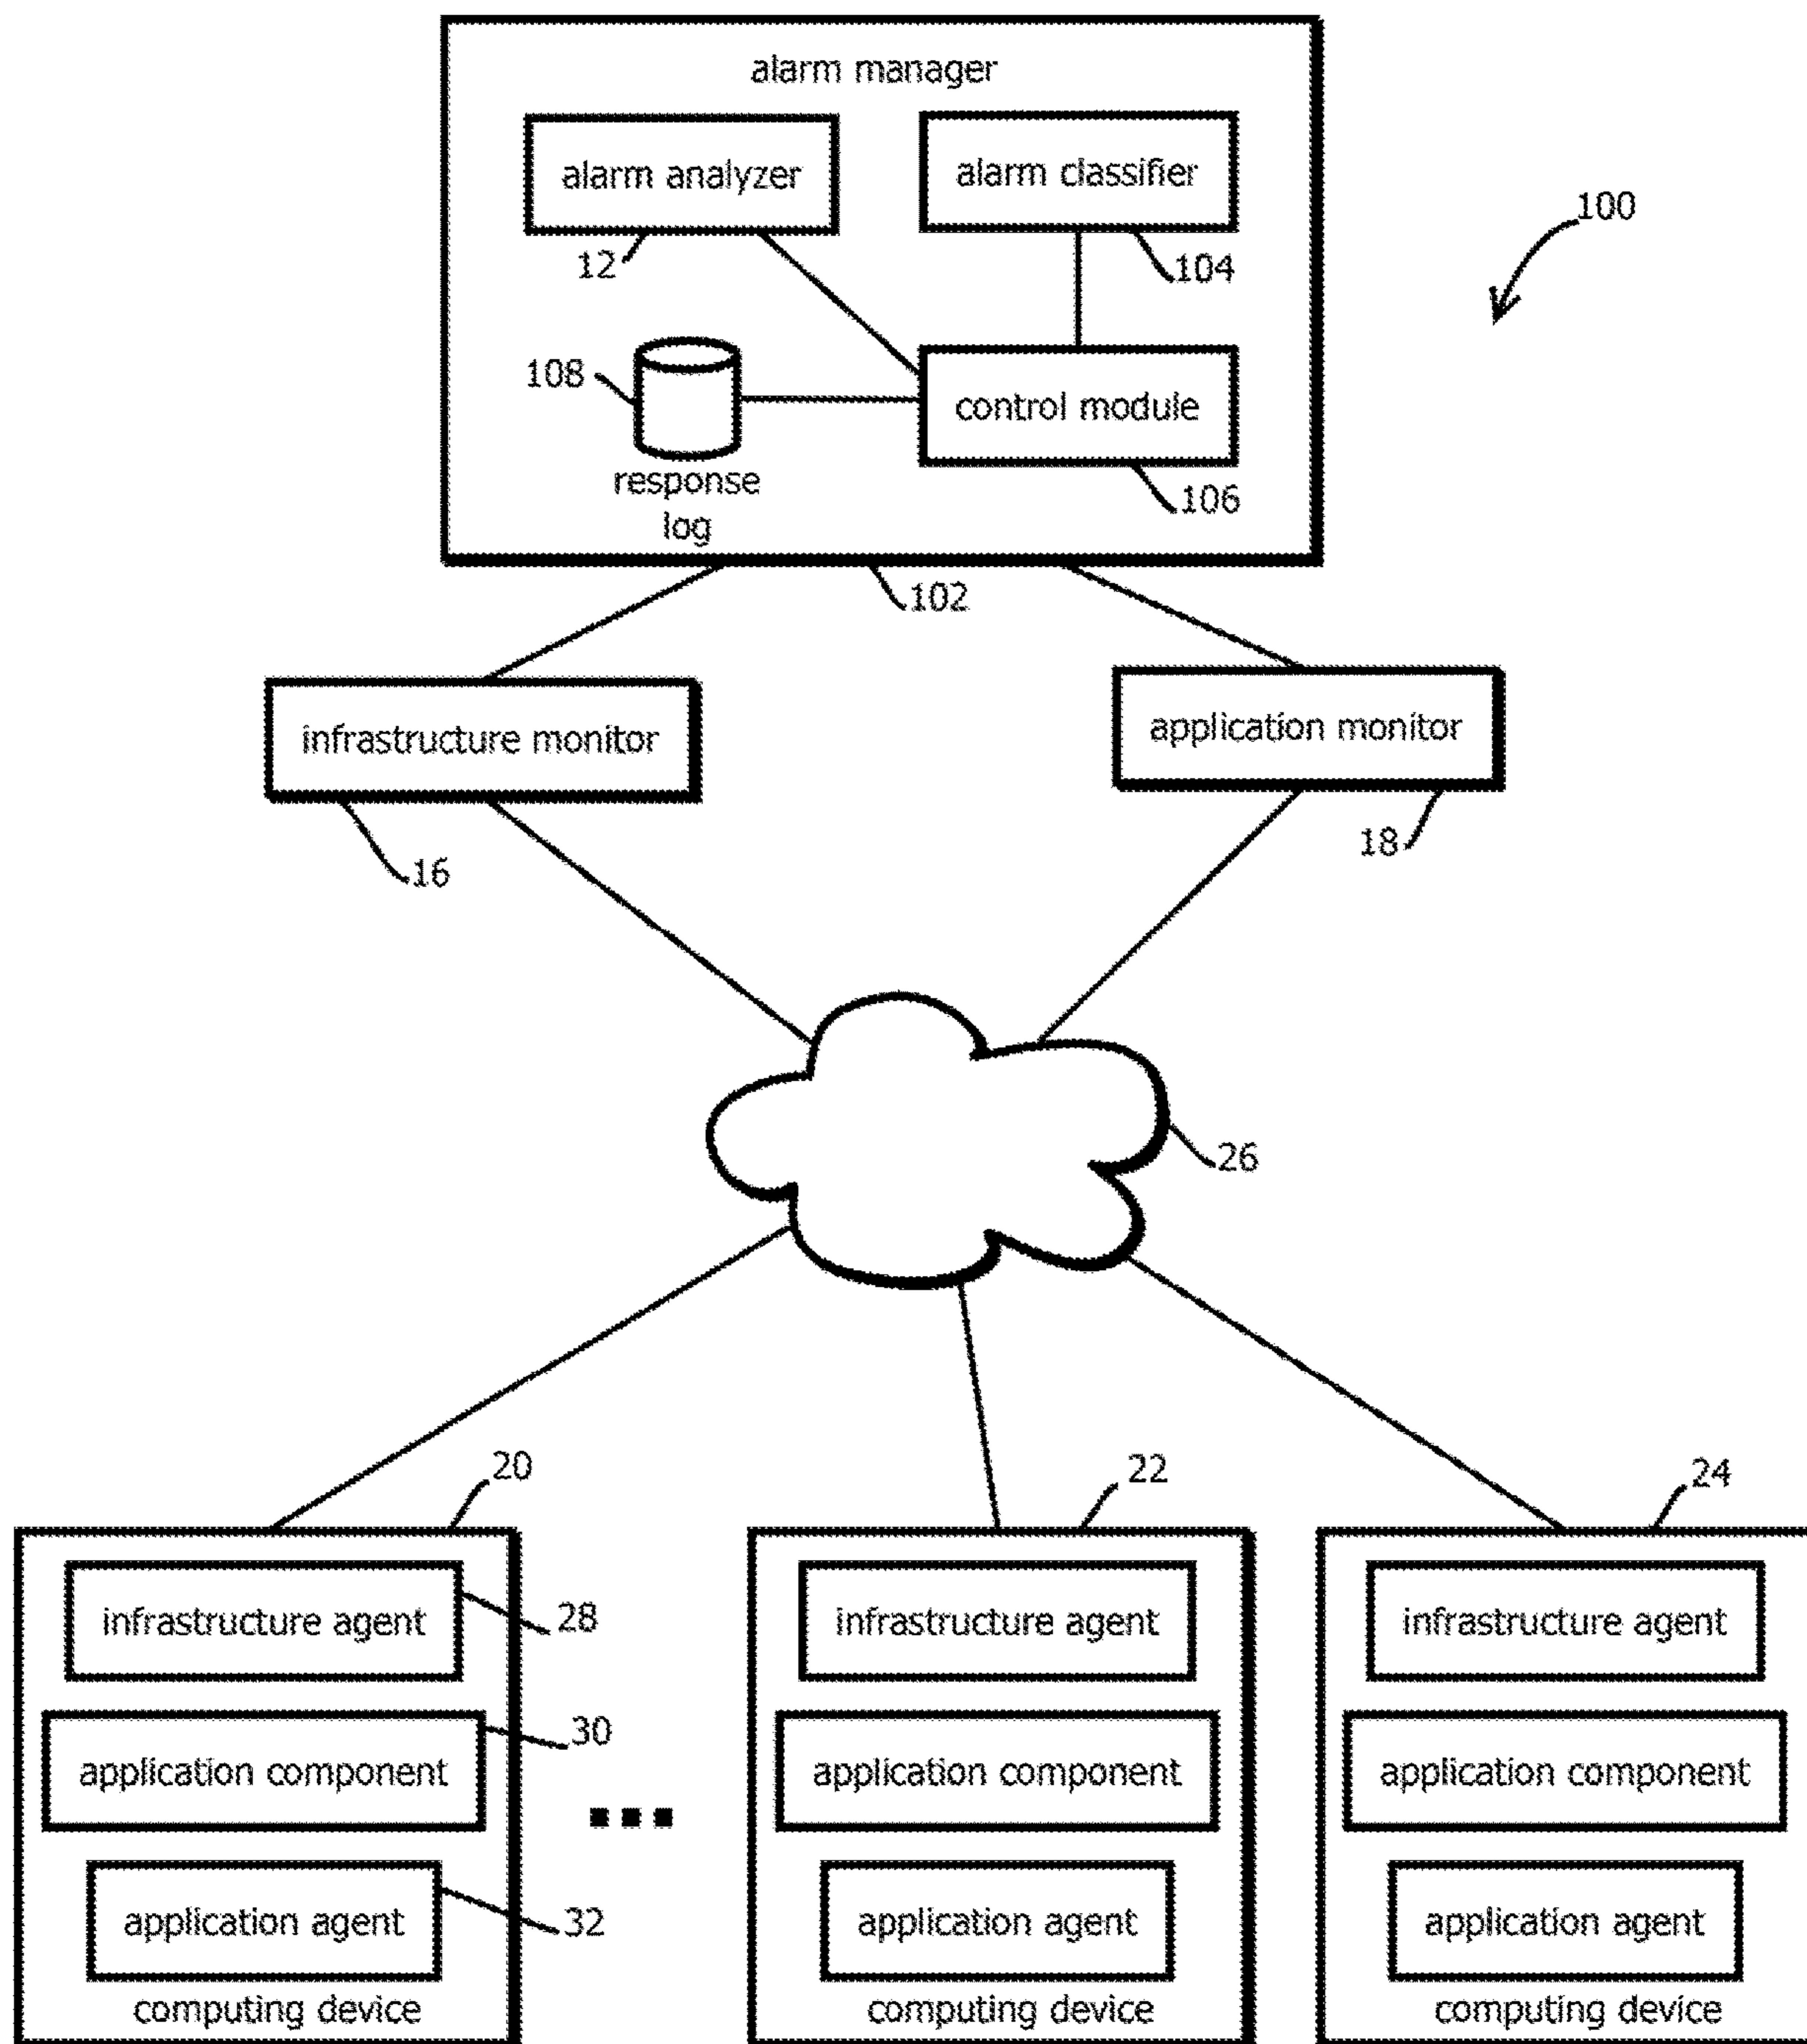 alarm manager
alarm analyzer
alarm classifier
12
104
100
108
control module
response
log
106
102
infrastructure monitor
application monitor
16
18
26
20
22
24
infrastructure agent
28
infrastructure agent
infrastructure agent
application component
30
application component
application component
application agent
32
application agent
application agent
computing device
computing device
computing device